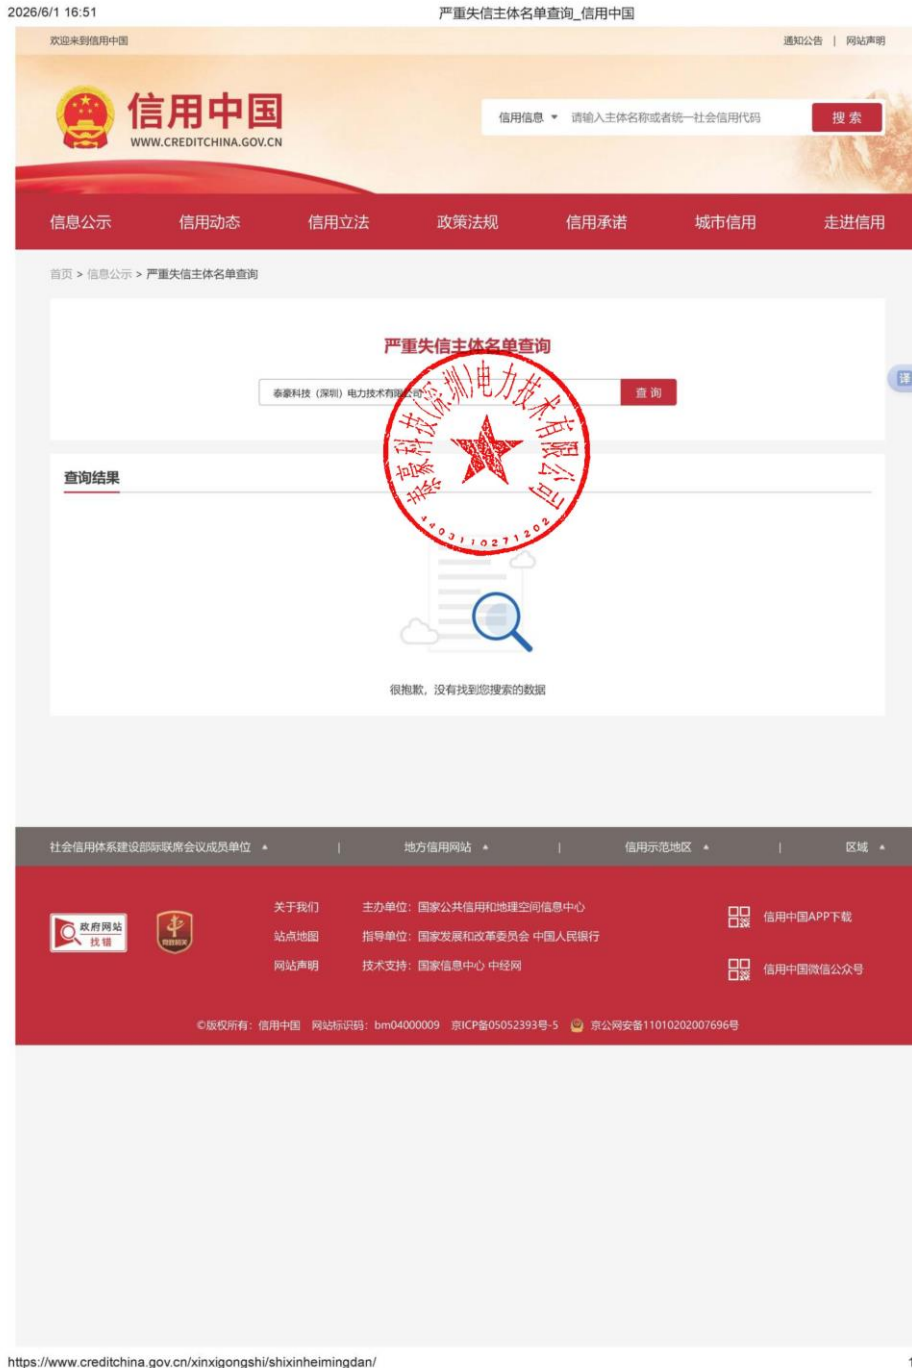 2026/6/1 16:51 严重失信主体名单查询_信用中国
欢迎来到信用中国 通知公告 | 网站声明
信用中国
WWW.CREDITCHINA.GOV.CN
信用信息 请输入主体名称或者统一社会信用代码 搜索
信息公示 信用动态 信用立法 政策法规 信用承诺 城市信用 走进信用
首页 > 信息公示 > 严重失信主体名单查询
严重失信主体名单查询
泰豪科技（深圳）电力技术有限公司 查询
译
泰豪科技(深圳)电力技术有限公司
4403110271202
查询结果
很抱歉，没有找到您搜索的数据
社会信用体系建设部际联席会议成员单位 | 地方信用网站 | 信用示范地区 | 区域
政府网站
找错
党政机关
关于我们 主办单位：国家公共信用和地理空间信息中心
站点地图 指导单位：国家发展和改革委员会 中国人民银行
网站声明 技术支持：国家信息中心 中经网
信用中国APP下载
信用中国微信公众号
©版权所有：信用中国 网站标识码：bm04000009 京ICP备05052393号-5 京公网安备11010202007696号
https://www.creditchina.gov.cn/xinxigongshi/shixinheimingdan/